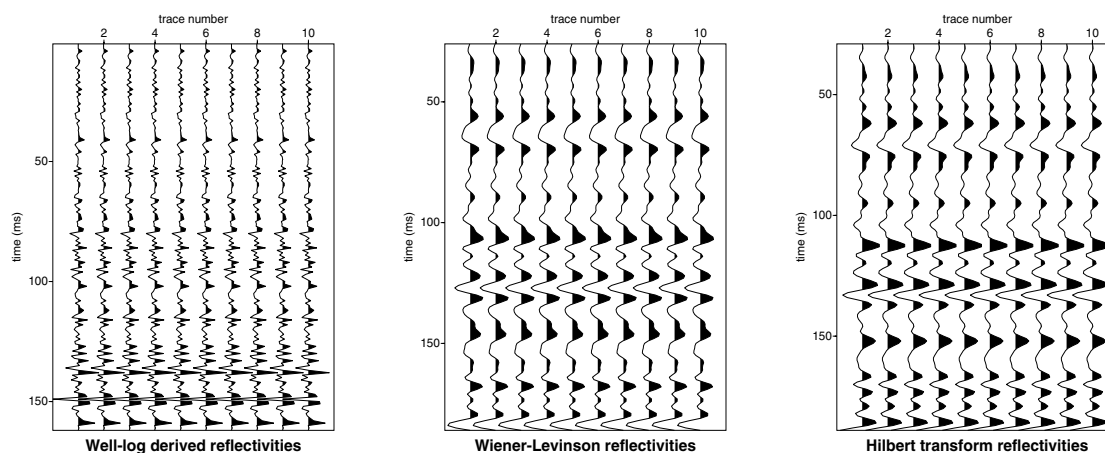 trace number
2 4 6 8 10
time (ms)
50
100
150
Well-log derived reflectivities
trace number
2 4 6 8 10
time (ms)
50
100
150
Wiener-Levinson reflectivities
trace number
2 4 6 8 10
time (ms)
50
100
150
Hilbert transform reflectivities